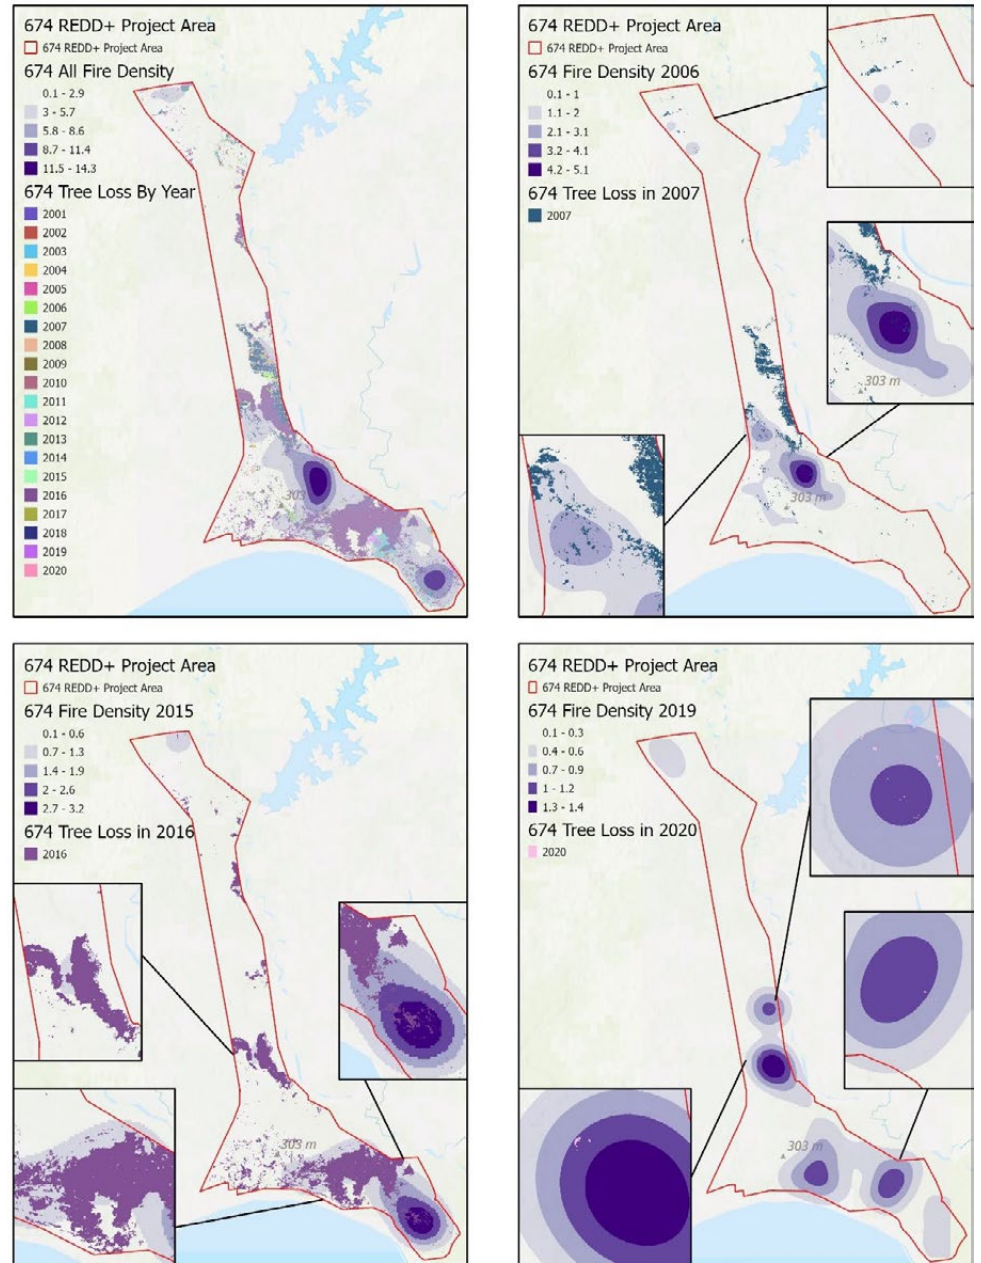 674 REDD+ Project Area
674 REDD+ Project Area
674 All Fire Density
0.1 - 2.9
3 - 5.7
5.8 - 8.6
8.7 - 11.4
11.5 - 14.3
674 Tree Loss By Year
2001
2002
2003
2004
2005
2006
2007
2008
2009
2010
2011
2012
2013
2014
2015
2016
2017
2018
2019
2020
303
674 REDD+ Project Area
674 REDD+ Project Area
674 Fire Density 2006
0.1 - 1
1.1 - 2
2.1 - 3.1
3.2 - 4.1
4.2 - 5.1
674 Tree Loss in 2007
2007
303 m
303 m
674 REDD+ Project Area
674 REDD+ Project Area
674 Fire Density 2015
0.1 - 0.6
0.7 - 1.3
1.4 - 1.9
2 - 2.6
2.7 - 3.2
674 Tree Loss in 2016
2016
303 m
674 REDD+ Project Area
674 REDD+ Project Area
674 Fire Density 2019
0.1 - 0.3
0.4 - 0.6
0.7 - 0.9
1 - 1.2
1.3 - 1.4
674 Tree Loss in 2020
2020
303 m